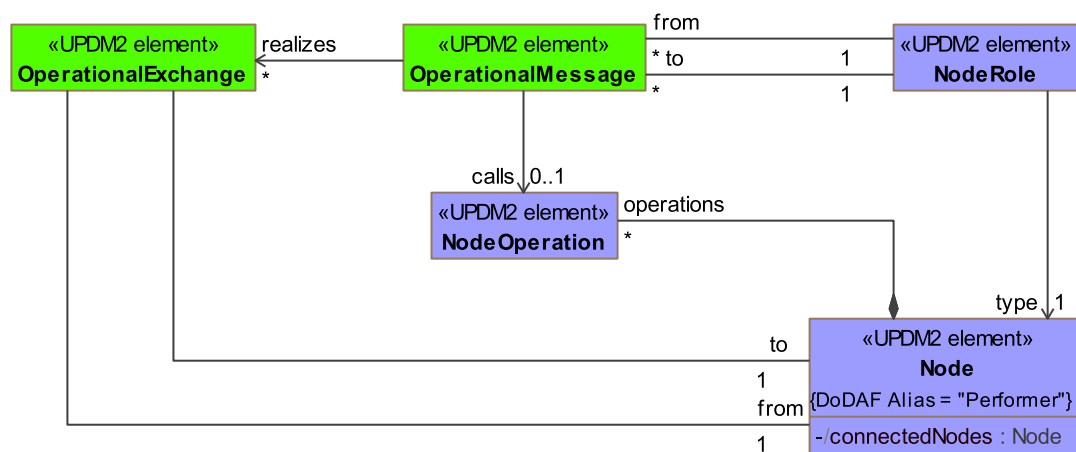 from
«UPDM2 element»
OperationalExchange
realizes
*
«UPDM2 element»
OperationalMessage
* to
1
*
1
«UPDM2 element»
NodeRole
calls
0..1
«UPDM2 element»
NodeOperation
operations
*
type
1
to
1
from
1
«UPDM2 element»
Node
{DoDAF Alias = "Performer"}
-/connectedNodes : Node